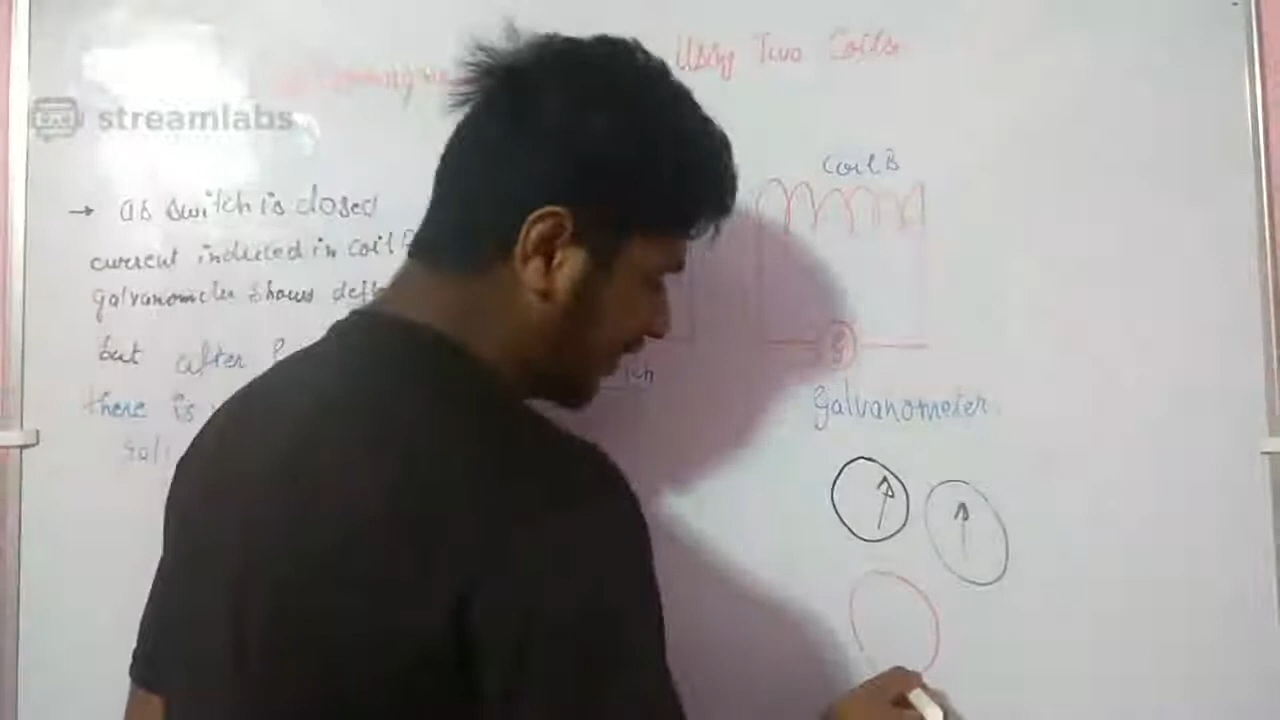 Using Two Coils
streamlabs
Coil B
→ as switch is closed
current induced in coil B
galvanometer shows
but after
there is
G
Galvanometer